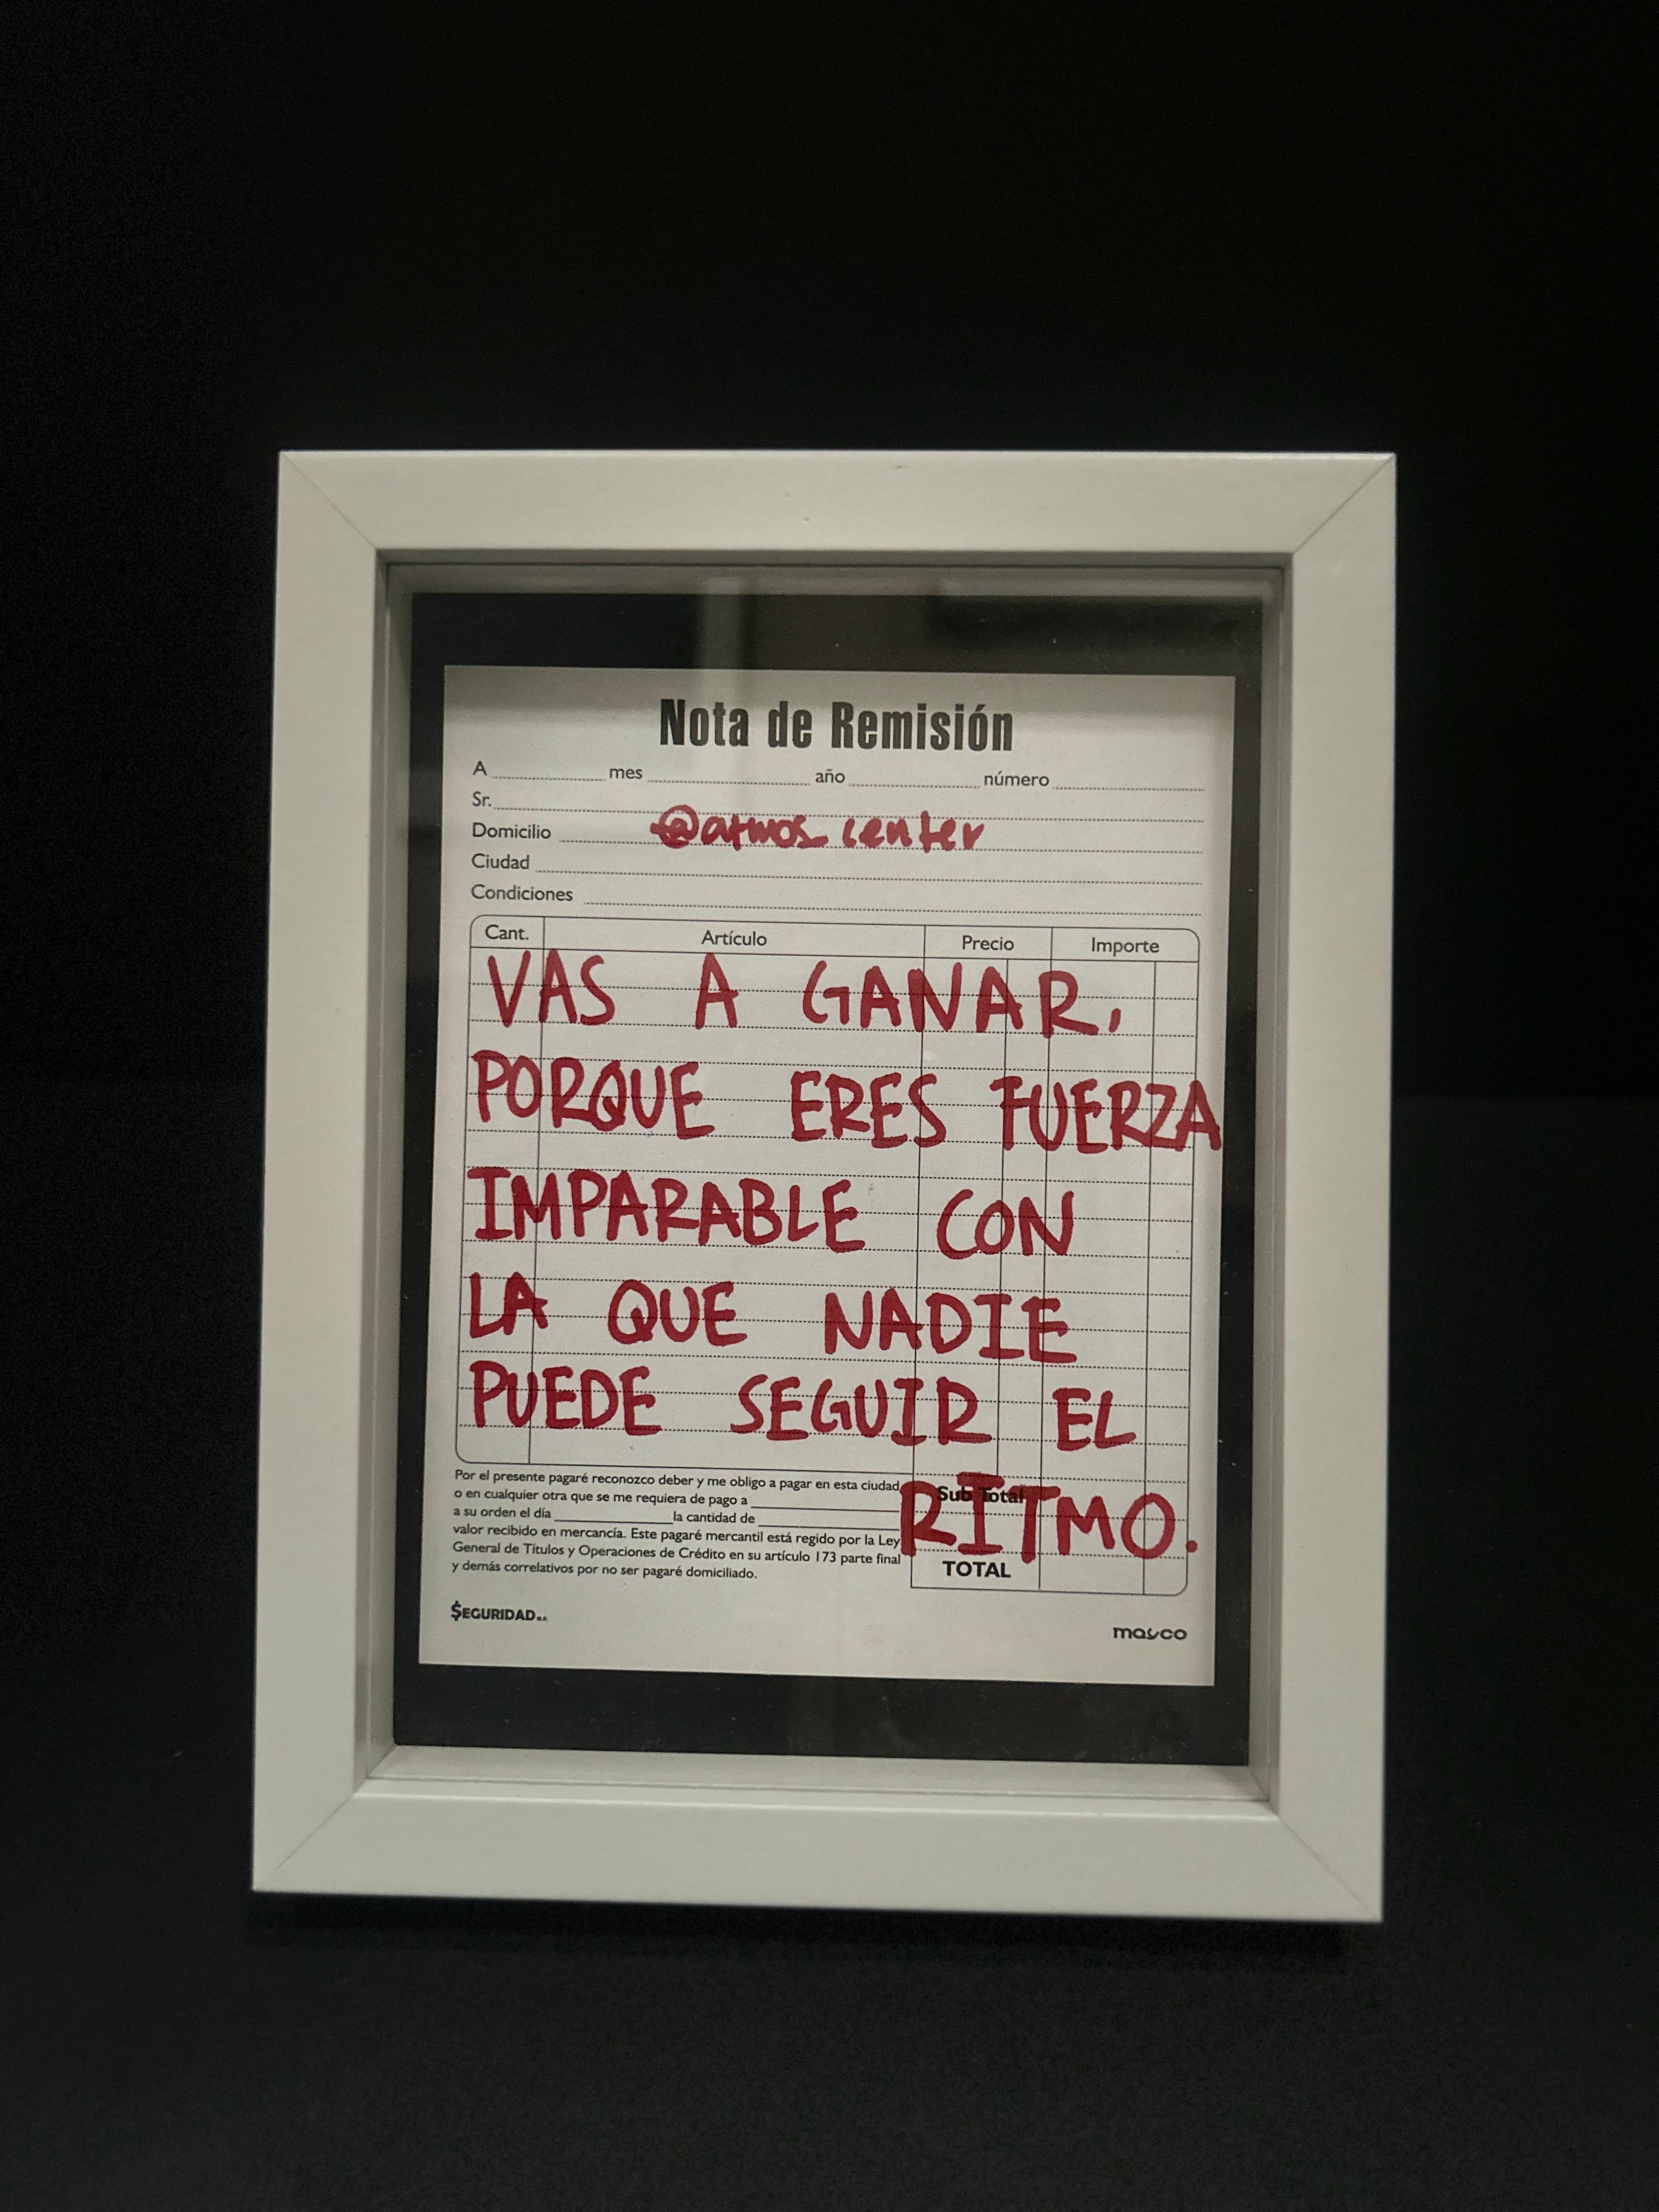 Nota de Remisión
A mes año número
Sr.
Domicilio @atmos_center
Ciudad
Condiciones
Cant. Artículo Precio Importe
VAS A GANAR,
PORQUE ERES FUERZA
IMPARABLE CON
LA QUE NADIE
PUEDE SEGUIR EL
RITMO.
Por el presente pagaré reconozco deber y me obligo a pagar en esta ciudad
o en cualquier otra que se me requiera de pago a
a su orden el día la cantidad de
valor recibido en mercancía. Este pagaré mercantil está regido por la Ley
General de Títulos y Operaciones de Crédito en su artículo 173 parte final
y demás correlativos por no ser pagaré domiciliado.
Sub Total
TOTAL
$EGURIDAD
masco